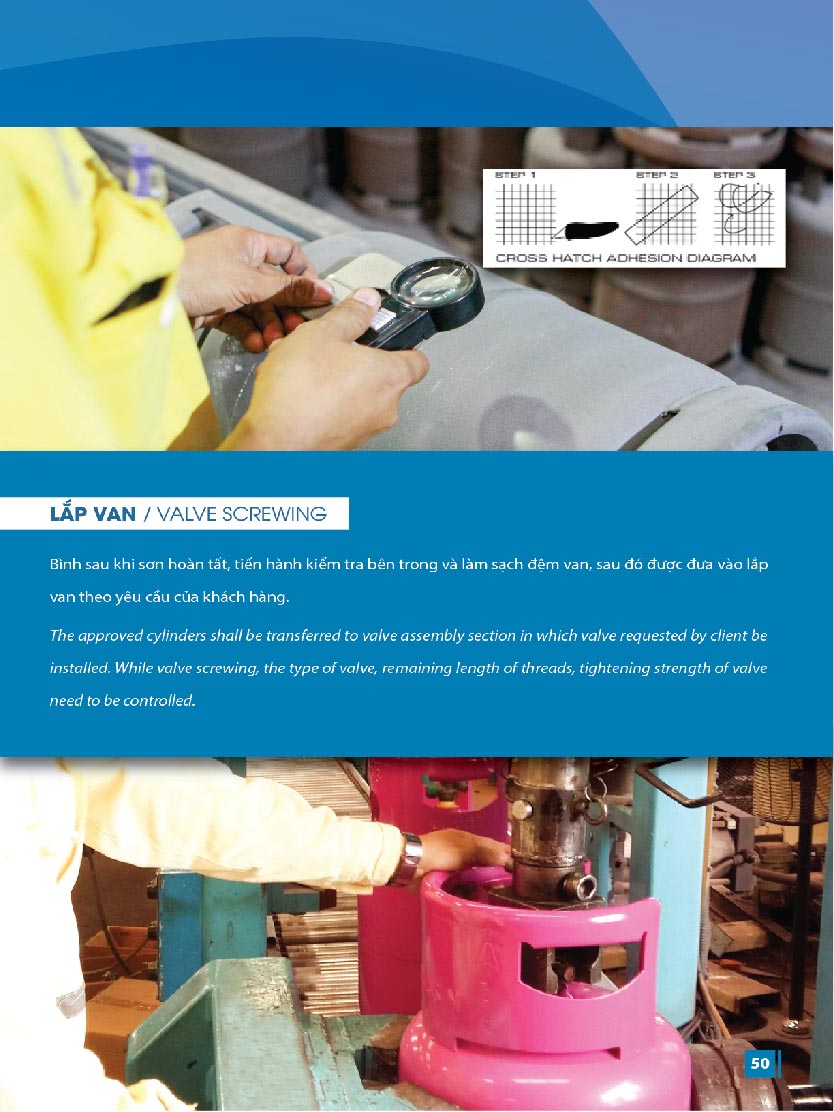 STEP 1 STEP 2 STEP 3
CROSS HATCH ADHESION DIAGRAM
LẮP VAN / VALVE SCREWING
Bình sau khi sơn hoàn tất, tiến hành kiểm tra bên trong và làm sạch đệm van, sau đó được đưa vào lắp
van theo yêu cầu của khách hàng.
The approved cylinders shall be transferred to valve assembly section in which valve requested by client be
installed. While valve screwing, the type of valve, remaining length of threads, tightening strength of valve
need to be controlled.
50